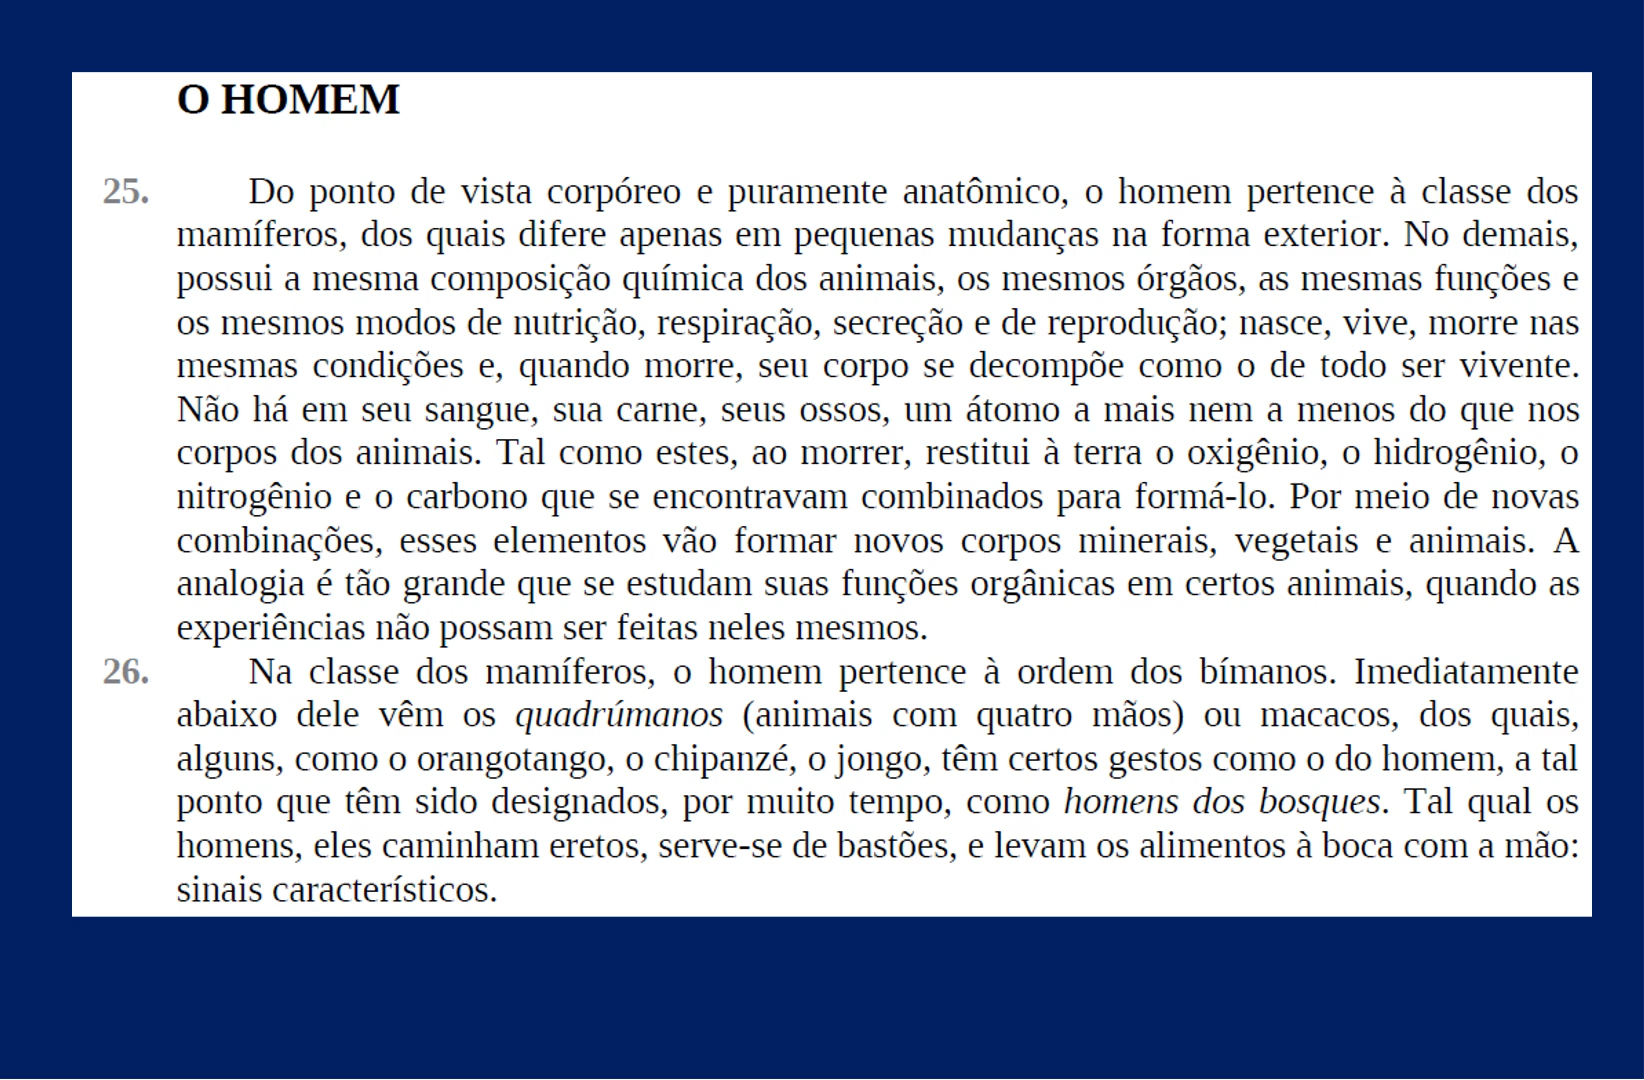 O HOMEM
25. Do ponto de vista corpóreo e puramente anatômico, o homem pertence à classe dos
mamíferos, dos quais difere apenas em pequenas mudanças na forma exterior. No demais,
possui a mesma composição química dos animais, os mesmos órgãos, as mesmas funções e
os mesmos modos de nutrição, respiração, secreção e de reprodução; nasce, vive, morre nas
mesmas condições e, quando morre, seu corpo se decompõe como o de todo ser vivente.
Não há em seu sangue, sua carne, seus ossos, um átomo a mais nem a menos do que nos
corpos dos animais. Tal como estes, ao morrer, restitui à terra o oxigênio, o hidrogênio, o
nitrogênio e o carbono que se encontravam combinados para formá-lo. Por meio de novas
combinações, esses elementos vão formar novos corpos minerais, vegetais e animais. A
analogia é tão grande que se estudam suas funções orgânicas em certos animais, quando as
experiências não possam ser feitas neles mesmos.
26. Na classe dos mamíferos, o homem pertence à ordem dos bímanos. Imediatamente
abaixo dele vêm os quadrúmanos (animais com quatro mãos) ou macacos, dos quais,
alguns, como o orangotango, o chipanzé, o jongo, têm certos gestos como o do homem, a tal
ponto que têm sido designados, por muito tempo, como homens dos bosques. Tal qual os
homens, eles caminham eretos, serve-se de bastões, e levam os alimentos à boca com a mão:
sinais característicos.